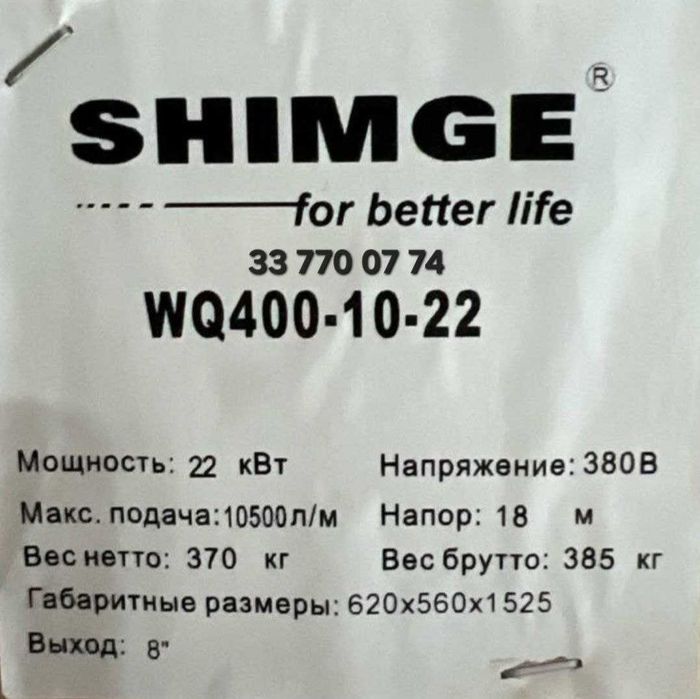 SHIMGE®
for better life
33 770 07 74
WQ400-10-22
Мощность: 22 кВт Напряжение: 380В
Макс. подача: 10500л/м Напор: 18 м
Вес нетто: 370 кг Вес брутто: 385 кг
Габаритные размеры: 620x560x1525
Выход: 8"